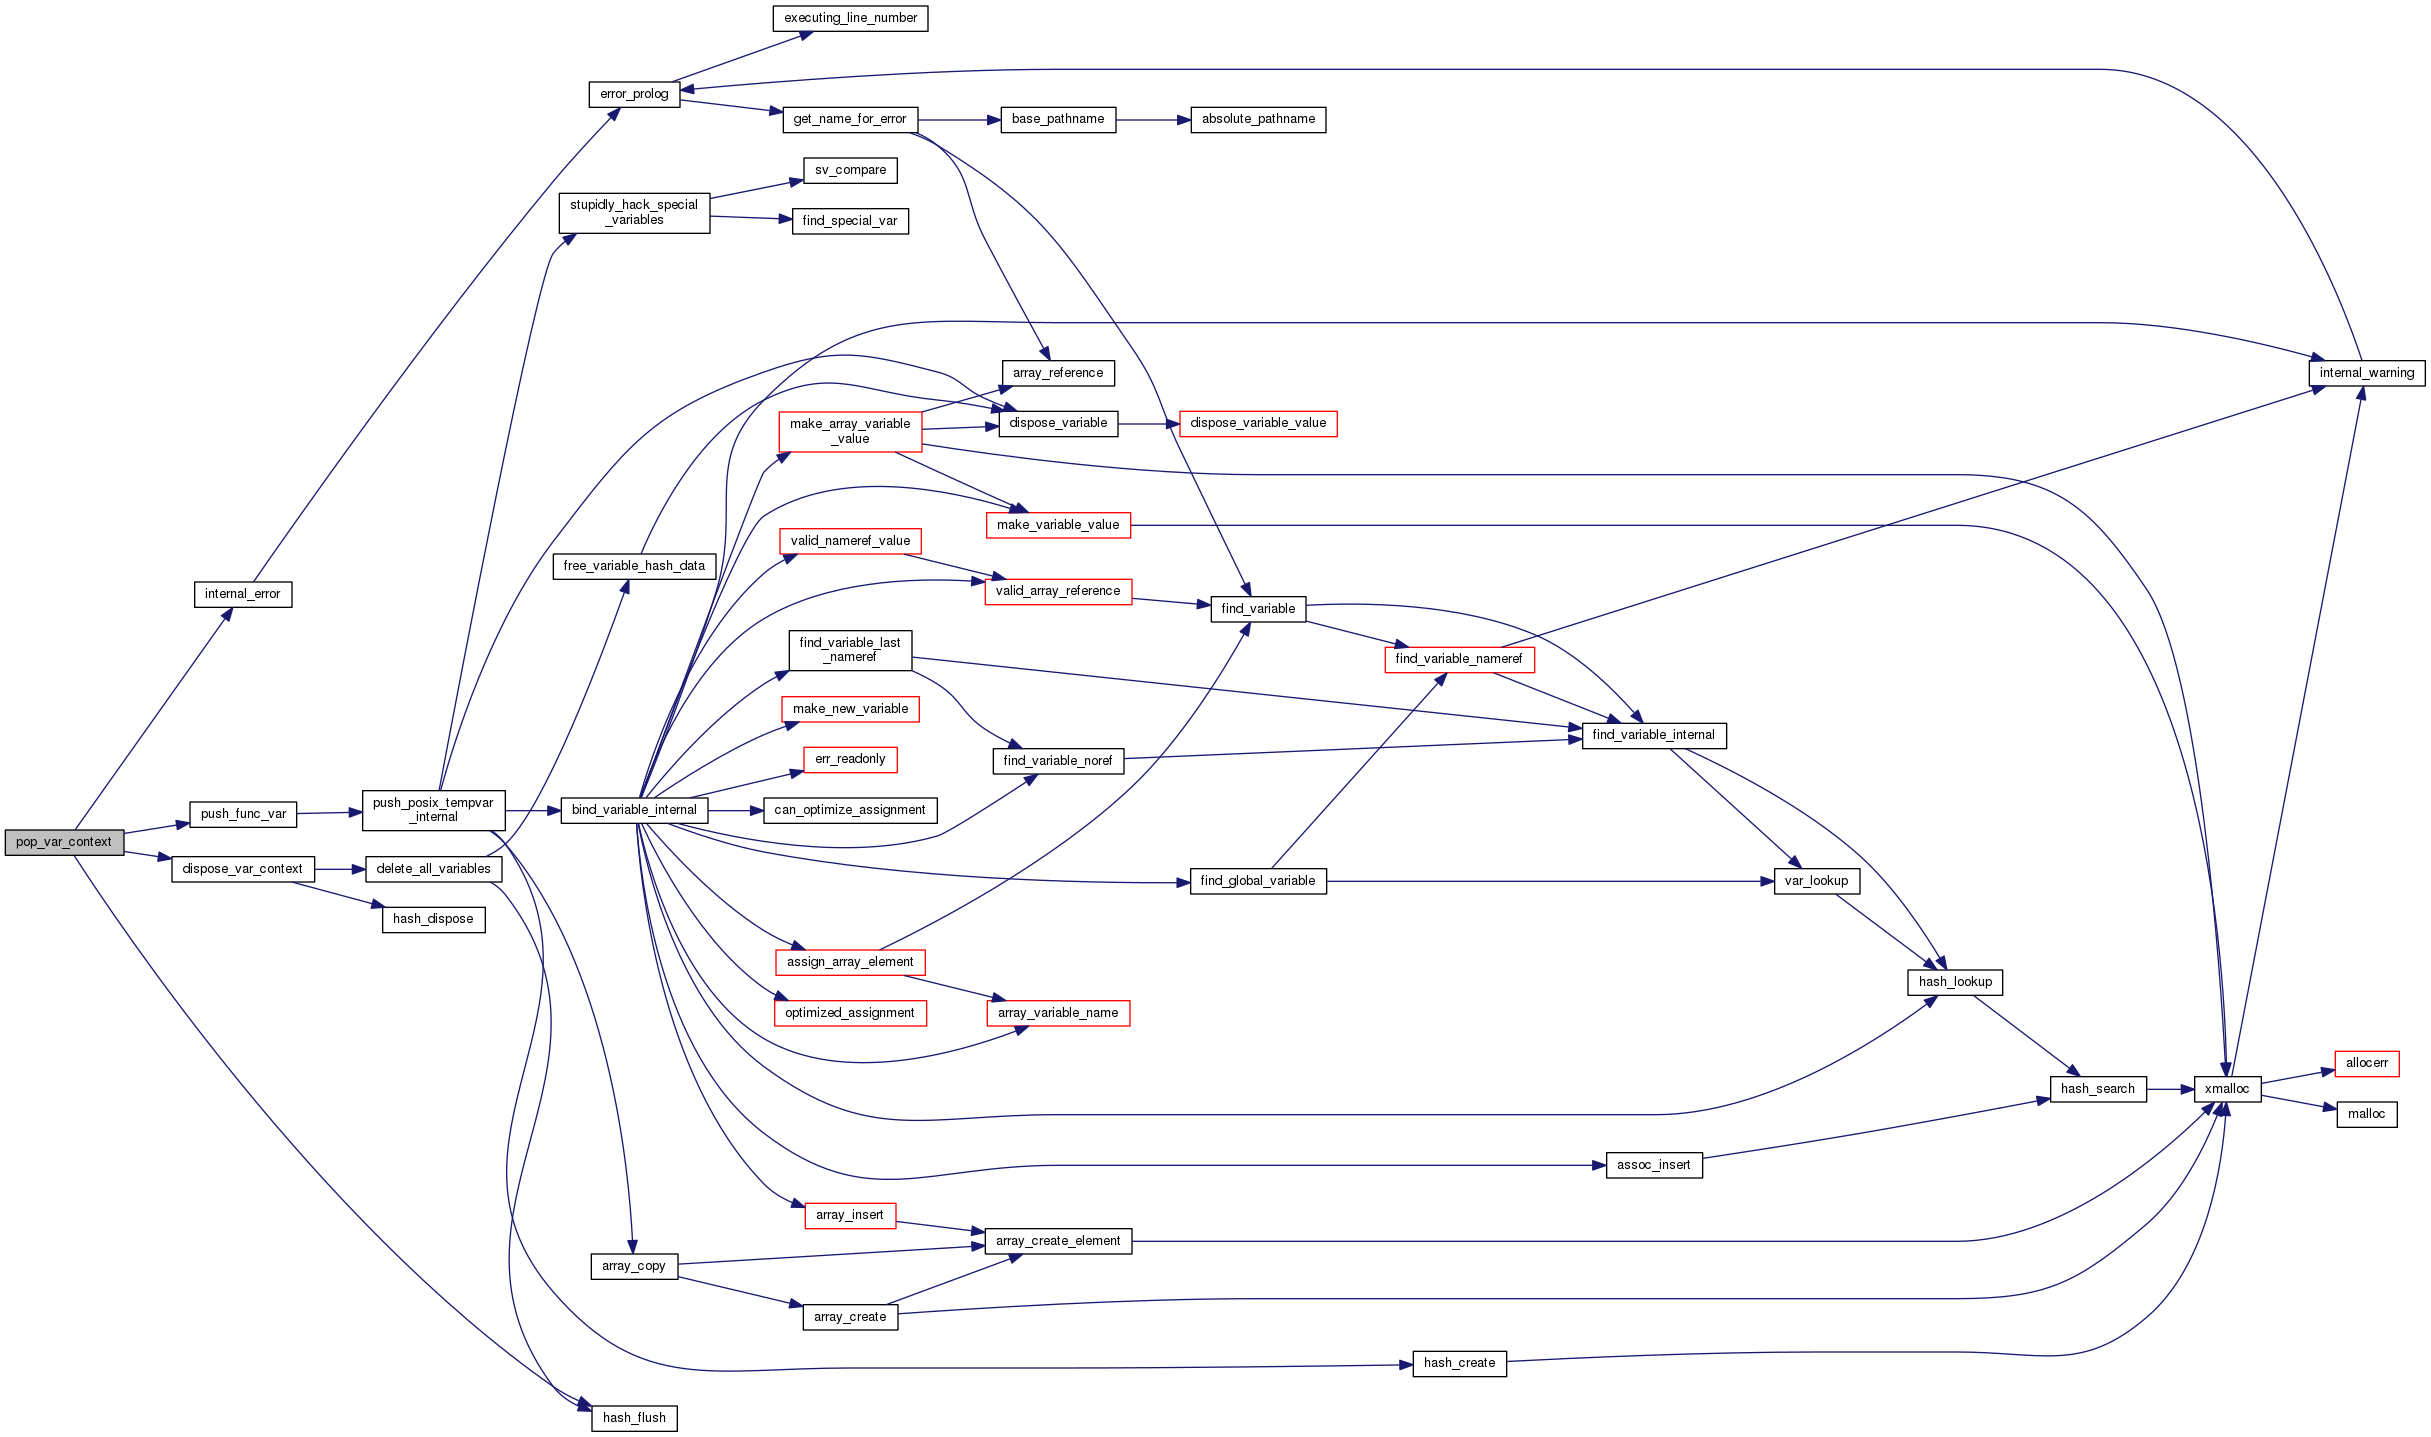 executing_line_number
error_prolog
get_name_for_error
base_pathname
absolute_pathname
sv_compare
stupidly_hack_special
_variables
find_special_var
array_reference
internal_warning
make_array_variable
_value
dispose_variable
dispose_variable_value
make_variable_value
valid_nameref_value
free_variable_hash_data
valid_array_reference
internal_error
find_variable
find_variable_last
_nameref
find_variable_nameref
make_new_variable
find_variable_internal
err_readonly
find_variable_noref
push_posix_tempvar
_internal
push_func_var
bind_variable_internal
can_optimize_assignment
pop_var_context
dispose_var_context
delete_all_variables
find_global_variable
var_lookup
hash_dispose
assign_array_element
hash_lookup
optimized_assignment
array_variable_name
allocerr
hash_search
xmalloc
malloc
assoc_insert
array_insert
array_create_element
array_copy
array_create
hash_create
hash_flush